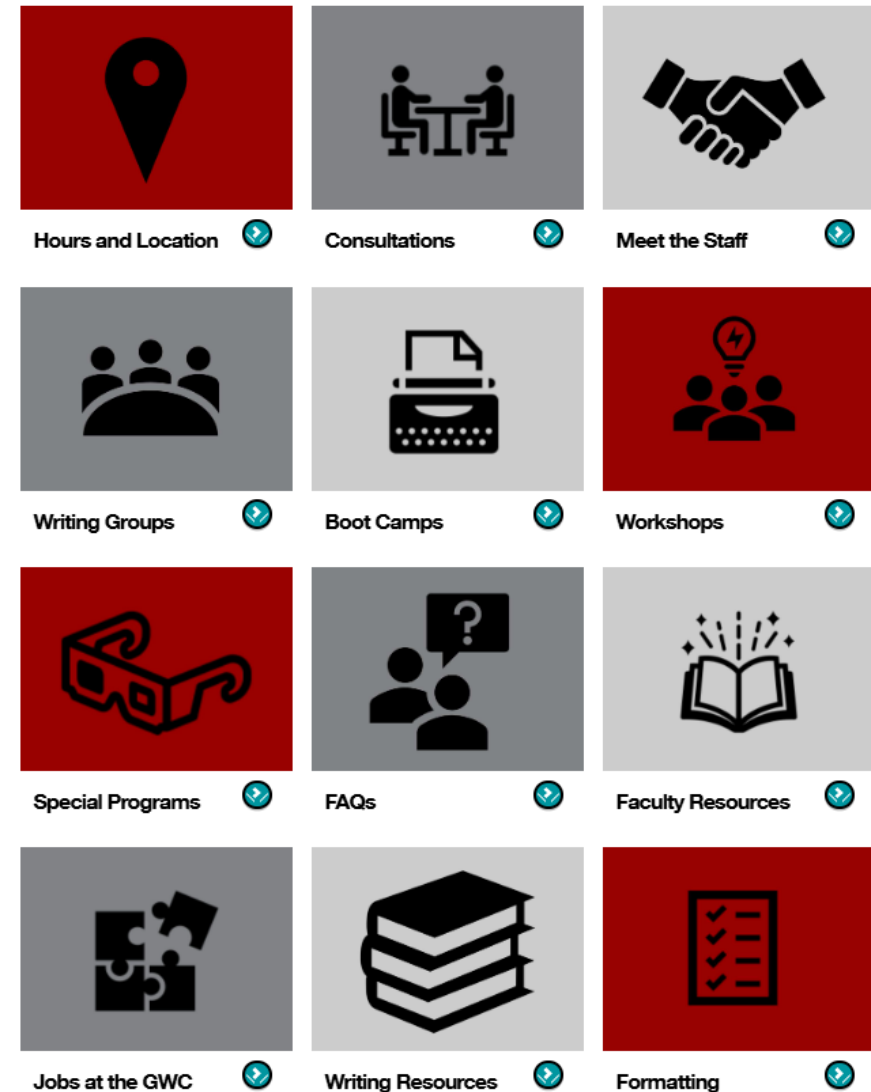 Hours and Location
Consultations
Meet the Staff
Writing Groups
Boot Camps
Workshops
?
Special Programs
FAQs
Faculty Resources
Jobs at the GWC
Writing Resources
Formatting